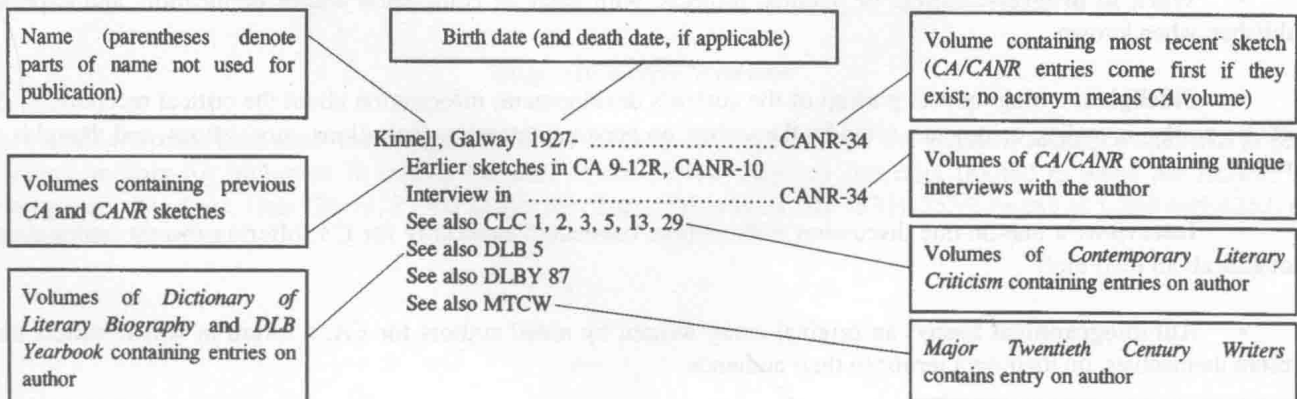 Name (parentheses denote
parts of name not used for
publication)
Birth date (and death date, if applicable)
Volume containing most recent sketch
(CA/CANR entries come first if they
exist; no acronym means CA volume)
Kinnell, Galway 1927- ........................................CANR-34
Earlier sketches in CA 9-12R, CANR-10
Interview in.....................................................CANR-34
See also CLC 1, 2, 3, 5, 13, 29
See also DLB 5
See also DLBY 87
See also MTCW
Volumes containing previous
CA and CANR sketches
Volumes of CA/CANR containing unique
interviews with the author
Volumes of Dictionary of
Literary Biography and DLB
Yearbook containing entries on
author
Volumes of Contemporary Literary
Criticism containing entries on author
Major Twentieth Century Writers
contains entry on author